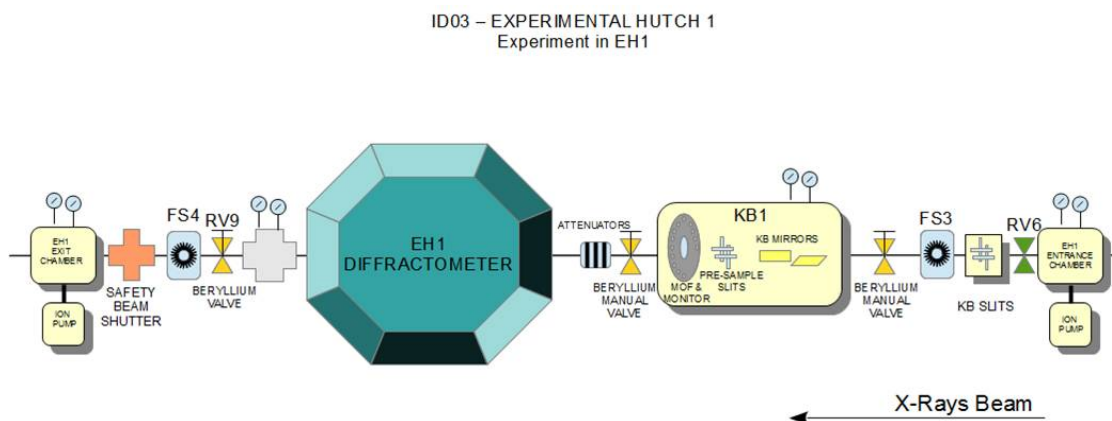 ID03 – EXPERIMENTAL HUTCH 1
Experiment in EH1
FS4
RV9
EH1
EXIT
CHAMBER
ION
PUMP
SAFETY
BEAM
SHUTTER
BERYLLIUM
VALVE
EH1
DIFFRACTOMETER
ATTENUATORS
BERYLLIUM
MANUAL
VALVE
KB1
KB MIRRORS
PRE-SAMPLE
SLITS
MOF &
MONITOR
BERYLLIUM
MANUAL
VALVE
FS3
RV6
KB SLITS
EH1
ENTRANCE
CHAMBER
ION
PUMP
X-Rays Beam